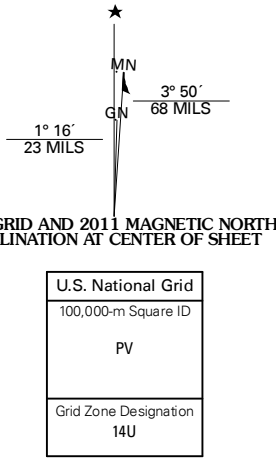 MN
3° 50´
68 MILS
GN
1° 16´
23 MILS
GRID AND 2011 MAGNETIC NORTH
LINATION AT CENTER OF SHEET
U.S. National Grid
100,000-m Square ID
PV
Grid Zone Designation
14U